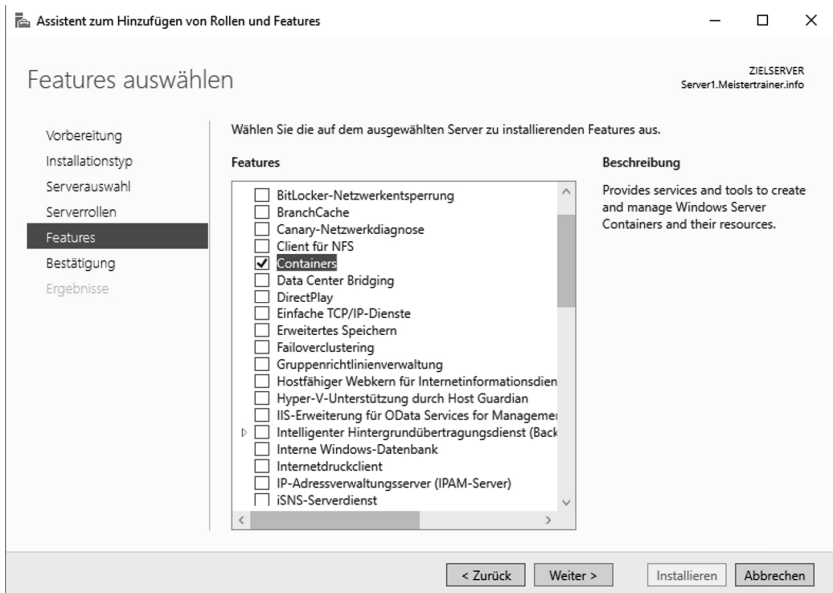 Assistent zum Hinzufügen von Rollen und Features
Features auswählen
ZIELSERVER
Server1.Meistertrainer.info
Vorbereitung
Installationstyp
Serverauswahl
Serverrollen
Features
Bestätigung
Ergebnisse
Wählen Sie die auf dem ausgewählten Server zu installierenden Features aus.
Features
BitLocker-Netzwerkentsperrung
BranchCache
Canary-Netzwerkdiagnose
Client für NFS
Containers
Data Center Bridging
DirectPlay
Einfache TCP/IP-Dienste
Erweitertes Speichern
Failoverclustering
Gruppenrichtlinienverwaltung
Hostfähiger Webkern für Internetinformationsdien
Hyper-V-Unterstützung durch Host Guardian
IIS-Erweiterung für OData Services for Manageme
Intelligenter Hintergrundübertragungsdienst (Back
Interne Windows-Datenbank
Internetdruckclient
IP-Adressverwaltungsserver (IPAM-Server)
iSNS-Serverdienst
Beschreibung
Provides services and tools to create
and manage Windows Server
Containers and their resources.
< Zurück
Weiter >
Installieren
Abbrechen